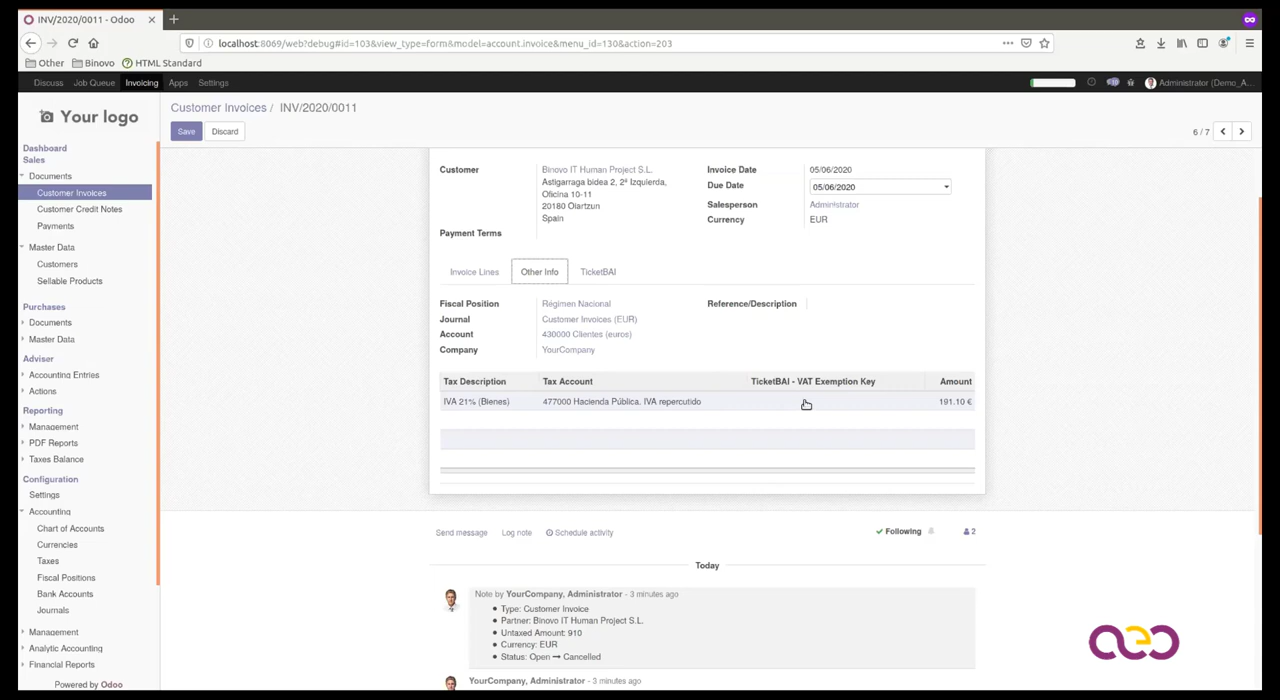 INV/2020/0011 - Odoo
localhost:8069/web?debug#id=103&view_type=form&model=account.invoice&menu_id=130&action=203
Other Binovo HTML Standard
Discuss Job Queue Invoicing Apps Settings
Administrator (Demo_A...
Your logo
Dashboard
Sales
Documents
Customer Invoices
Customer Credit Notes
Payments
Master Data
Customers
Sellable Products
Purchases
Documents
Master Data
Adviser
Accounting Entries
Actions
Reporting
Management
PDF Reports
Taxes Balance
Configuration
Settings
Accounting
Chart of Accounts
Currencies
Taxes
Fiscal Positions
Bank Accounts
Journals
Management
Analytic Accounting
Financial Reports
Powered by Odoo
Customer Invoices / INV/2020/0011
Save Discard
6 / 7
Customer Binovo IT Human Project S.L.
Astigarraga bidea 2, 2ª Izquierda,
Oficina 10-11
20180 Oiartzun
Spain
Payment Terms
Invoice Date 05/06/2020
Due Date 05/06/2020
Salesperson Administrator
Currency EUR
Invoice Lines Other Info TicketBAI
Fiscal Position Régimen Nacional
Journal Customer Invoices (EUR)
Account 430000 Clientes (euros)
Company YourCompany
Reference/Description
Tax Description Tax Account TicketBAI - VAT Exemption Key Amount
IVA 21% (Bienes) 477000 Hacienda Pública. IVA repercutido 191.10 €
Send message Log note Schedule activity
Following 2
Today
Note by YourCompany, Administrator - 3 minutes ago
Type: Customer Invoice
Partner: Binovo IT Human Project S.L.
Untaxed Amount: 910
Currency: EUR
Status: Open → Cancelled
YourCompany, Administrator - 3 minutes ago